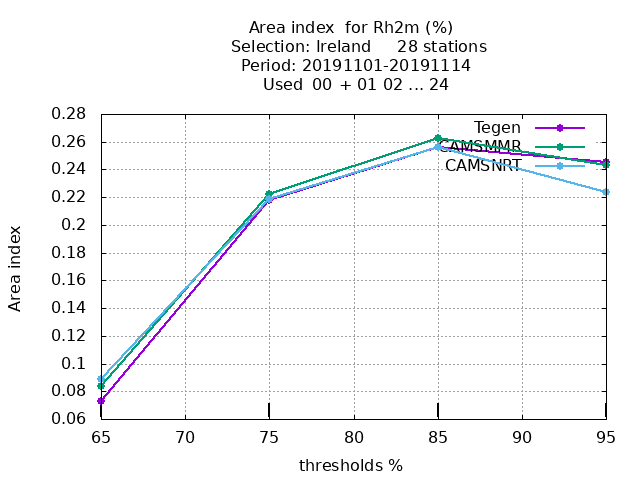 Area index  for Rh2m (%)
Selection: Ireland     28 stations
Period: 20191101-20191114
Used  00 + 01 02 ... 24
0.28
0.26
0.24
0.22
0.2
0.18
0.16
0.14
0.12
0.1
0.08
0.06
Area index
Tegen
CAMSMMR
CAMSNRT
65 70 75 80 85 90 95
thresholds %